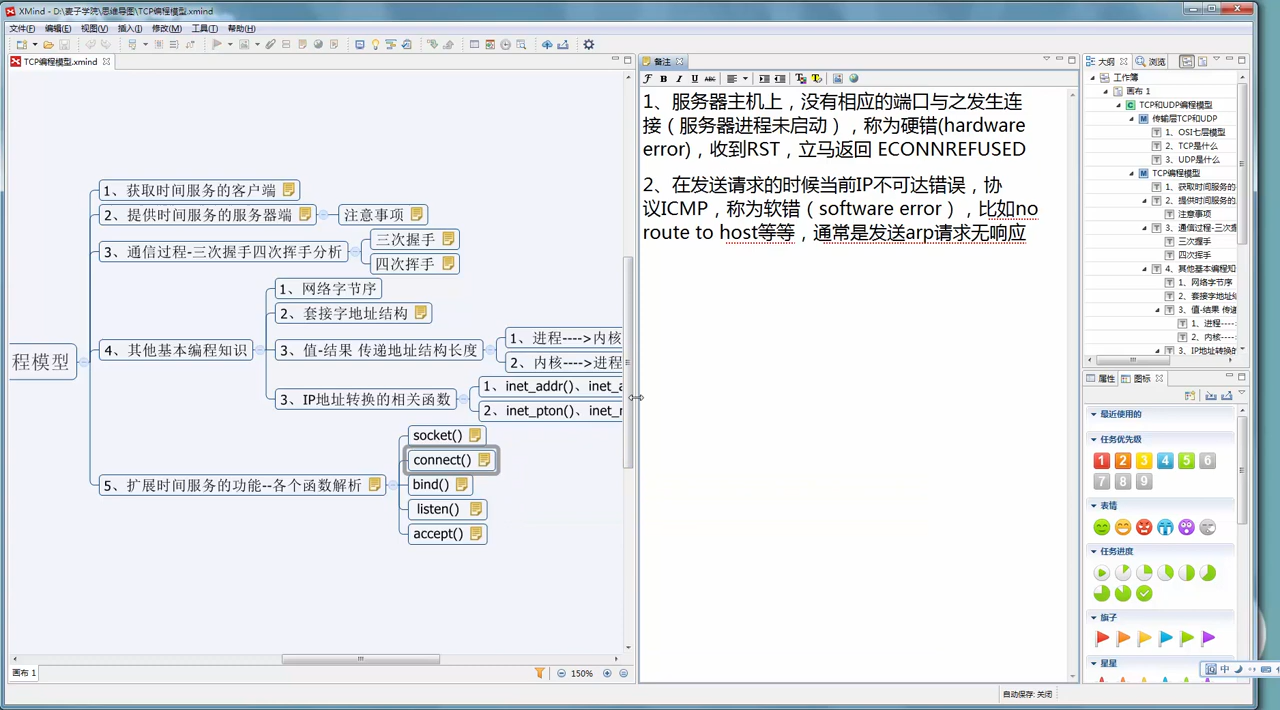 XMind - D:\麦子学院\思维导图\TCP编程模型.xmind
文件(F) 编辑(E) 视图(V) 插入(I) 修改(M) 工具(T) 帮助(H)
TCP编程模型.xmind
程模型
1、获取时间服务的客户端
2、提供时间服务的服务器端
注意事项
3、通信过程-三次握手四次挥手分析
三次握手
四次挥手
4、其他基本编程知识
1、网络字节序
2、套接字地址结构
3、值-结果 传递地址结构长度
1、进程---->内核
2、内核---->进程
3、IP地址转换的相关函数
1、inet_addr()、inet_a
2、inet_pton()、inet_
5、扩展时间服务的功能--各个函数解析
socket()
connect()
bind()
listen()
accept()
画布 1
150%
备注
1、服务器主机上，没有相应的端口与之发生连
接（服务器进程未启动），称为硬错(hardware
error)，收到RST，立马返回 ECONNREFUSED
2、在发送请求的时候当前IP不可达错误，协
议ICMP，称为软错（software error），比如no
route to host等等，通常是发送arp请求无响应
大纲
浏览
工作簿
画布 1
TCP和UDP编程模型
传输层TCP和UDP
1、OSI七层模型
2、TCP是什么
3、UDP是什么
TCP编程模型
1、获取时间服务的
2、提供时间服务的
注意事项
3、通信过程-三次握
三次握手
四次挥手
4、其他基本编程知
1、网络字节序
2、套接字地址结
3、值-结果 传递
1、进程---->
2、内核---->
3、IP地址转换的
属性
图标
最近使用的
任务优先级
1 2 3 4 5 6
7 8 9
表情
任务进度
旗子
星星
中
自动保存: 关闭